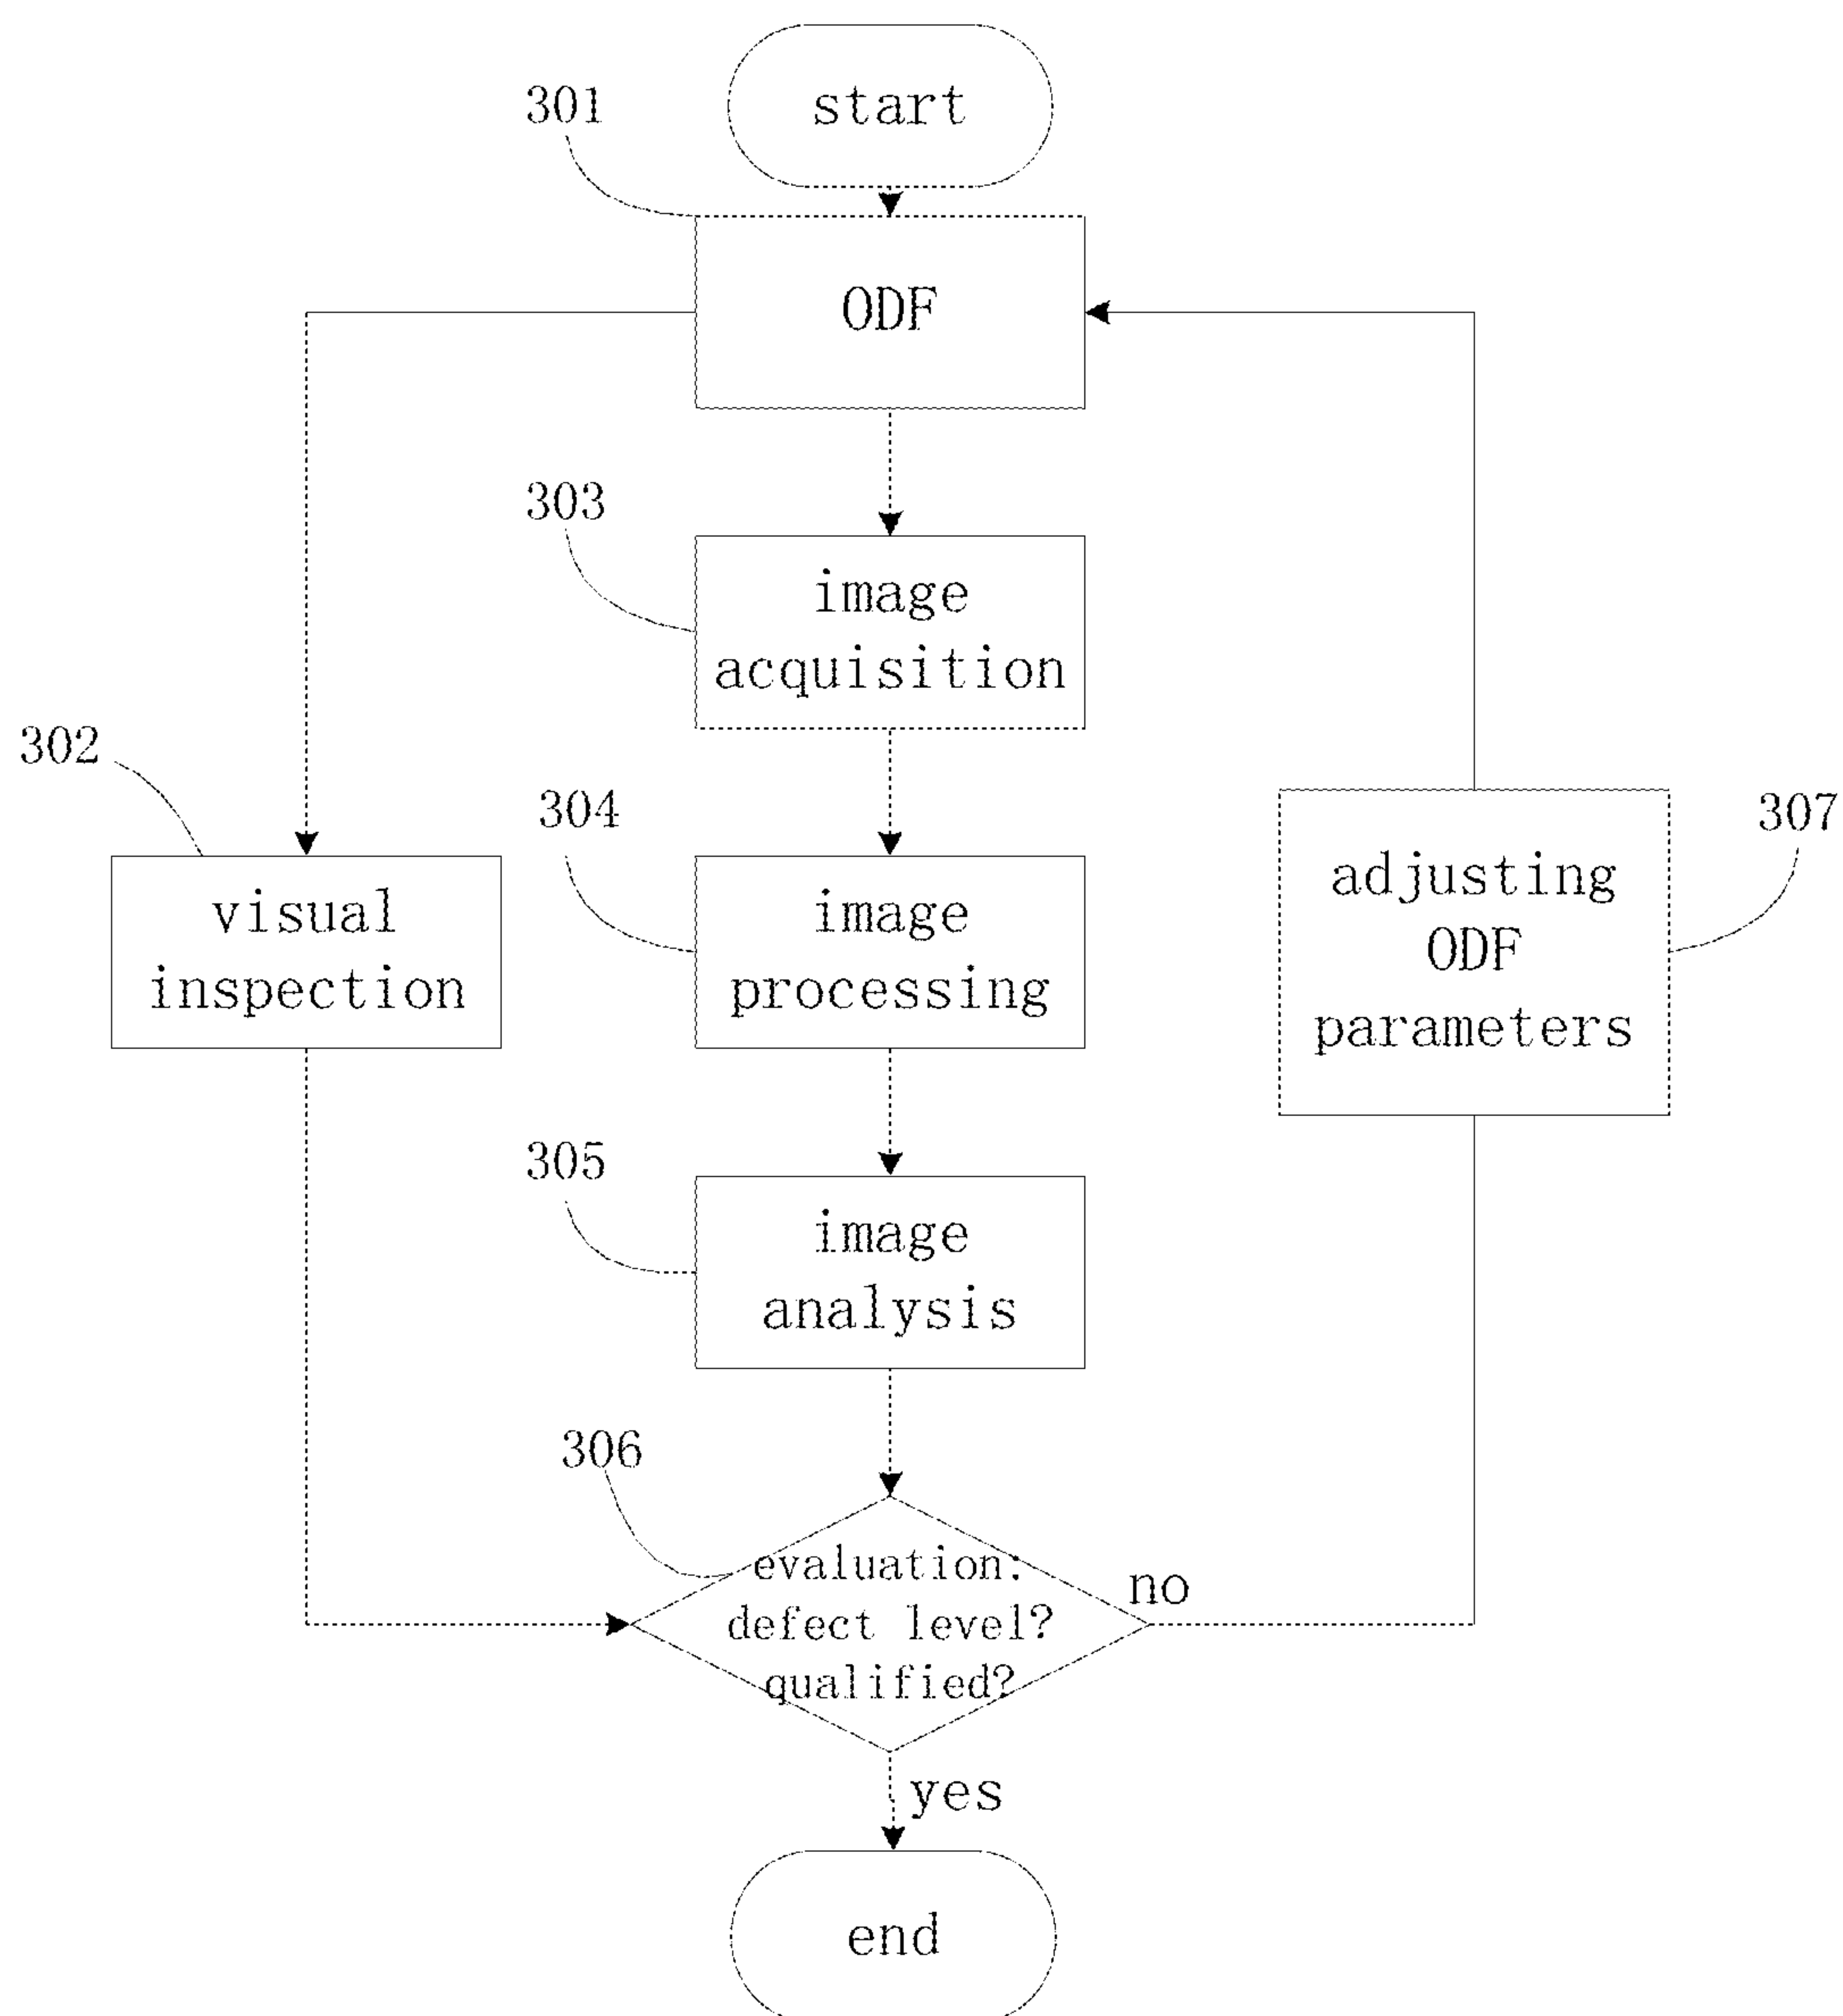 start
301
ODF
303
image
acquisition
302
visual
inspection
304
image
processing
307
adjusting
ODF
parameters
305
image
analysis
306
evaluation:
defect level?
qualified?
no
yes
end